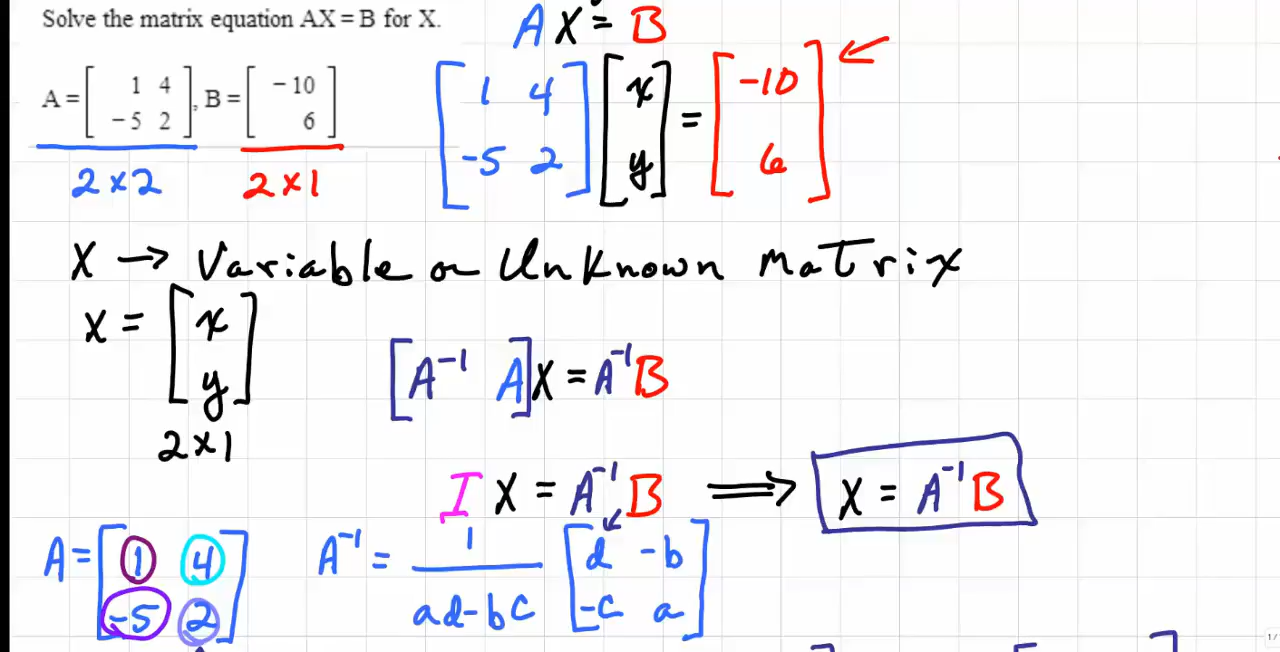 Solve the matrix equation AX = B for X.
A X = B
A = [ 1 4 -5 2 ], B = [ -10 6 ]
[ 1 4 -5 2 ] [ x y ] = [ -10 6 ]
2 x 2
2 x 1
X → Variable or Unknown Matrix
X = [ x y ]
2 x 1
[A⁻¹ A]X = A⁻¹B
I X = A⁻¹B ⟹ X = A⁻¹B
A = [ 1 4 -5 2 ]
A⁻¹ = 1 / ad-bc [ d -b -c a ]
1/